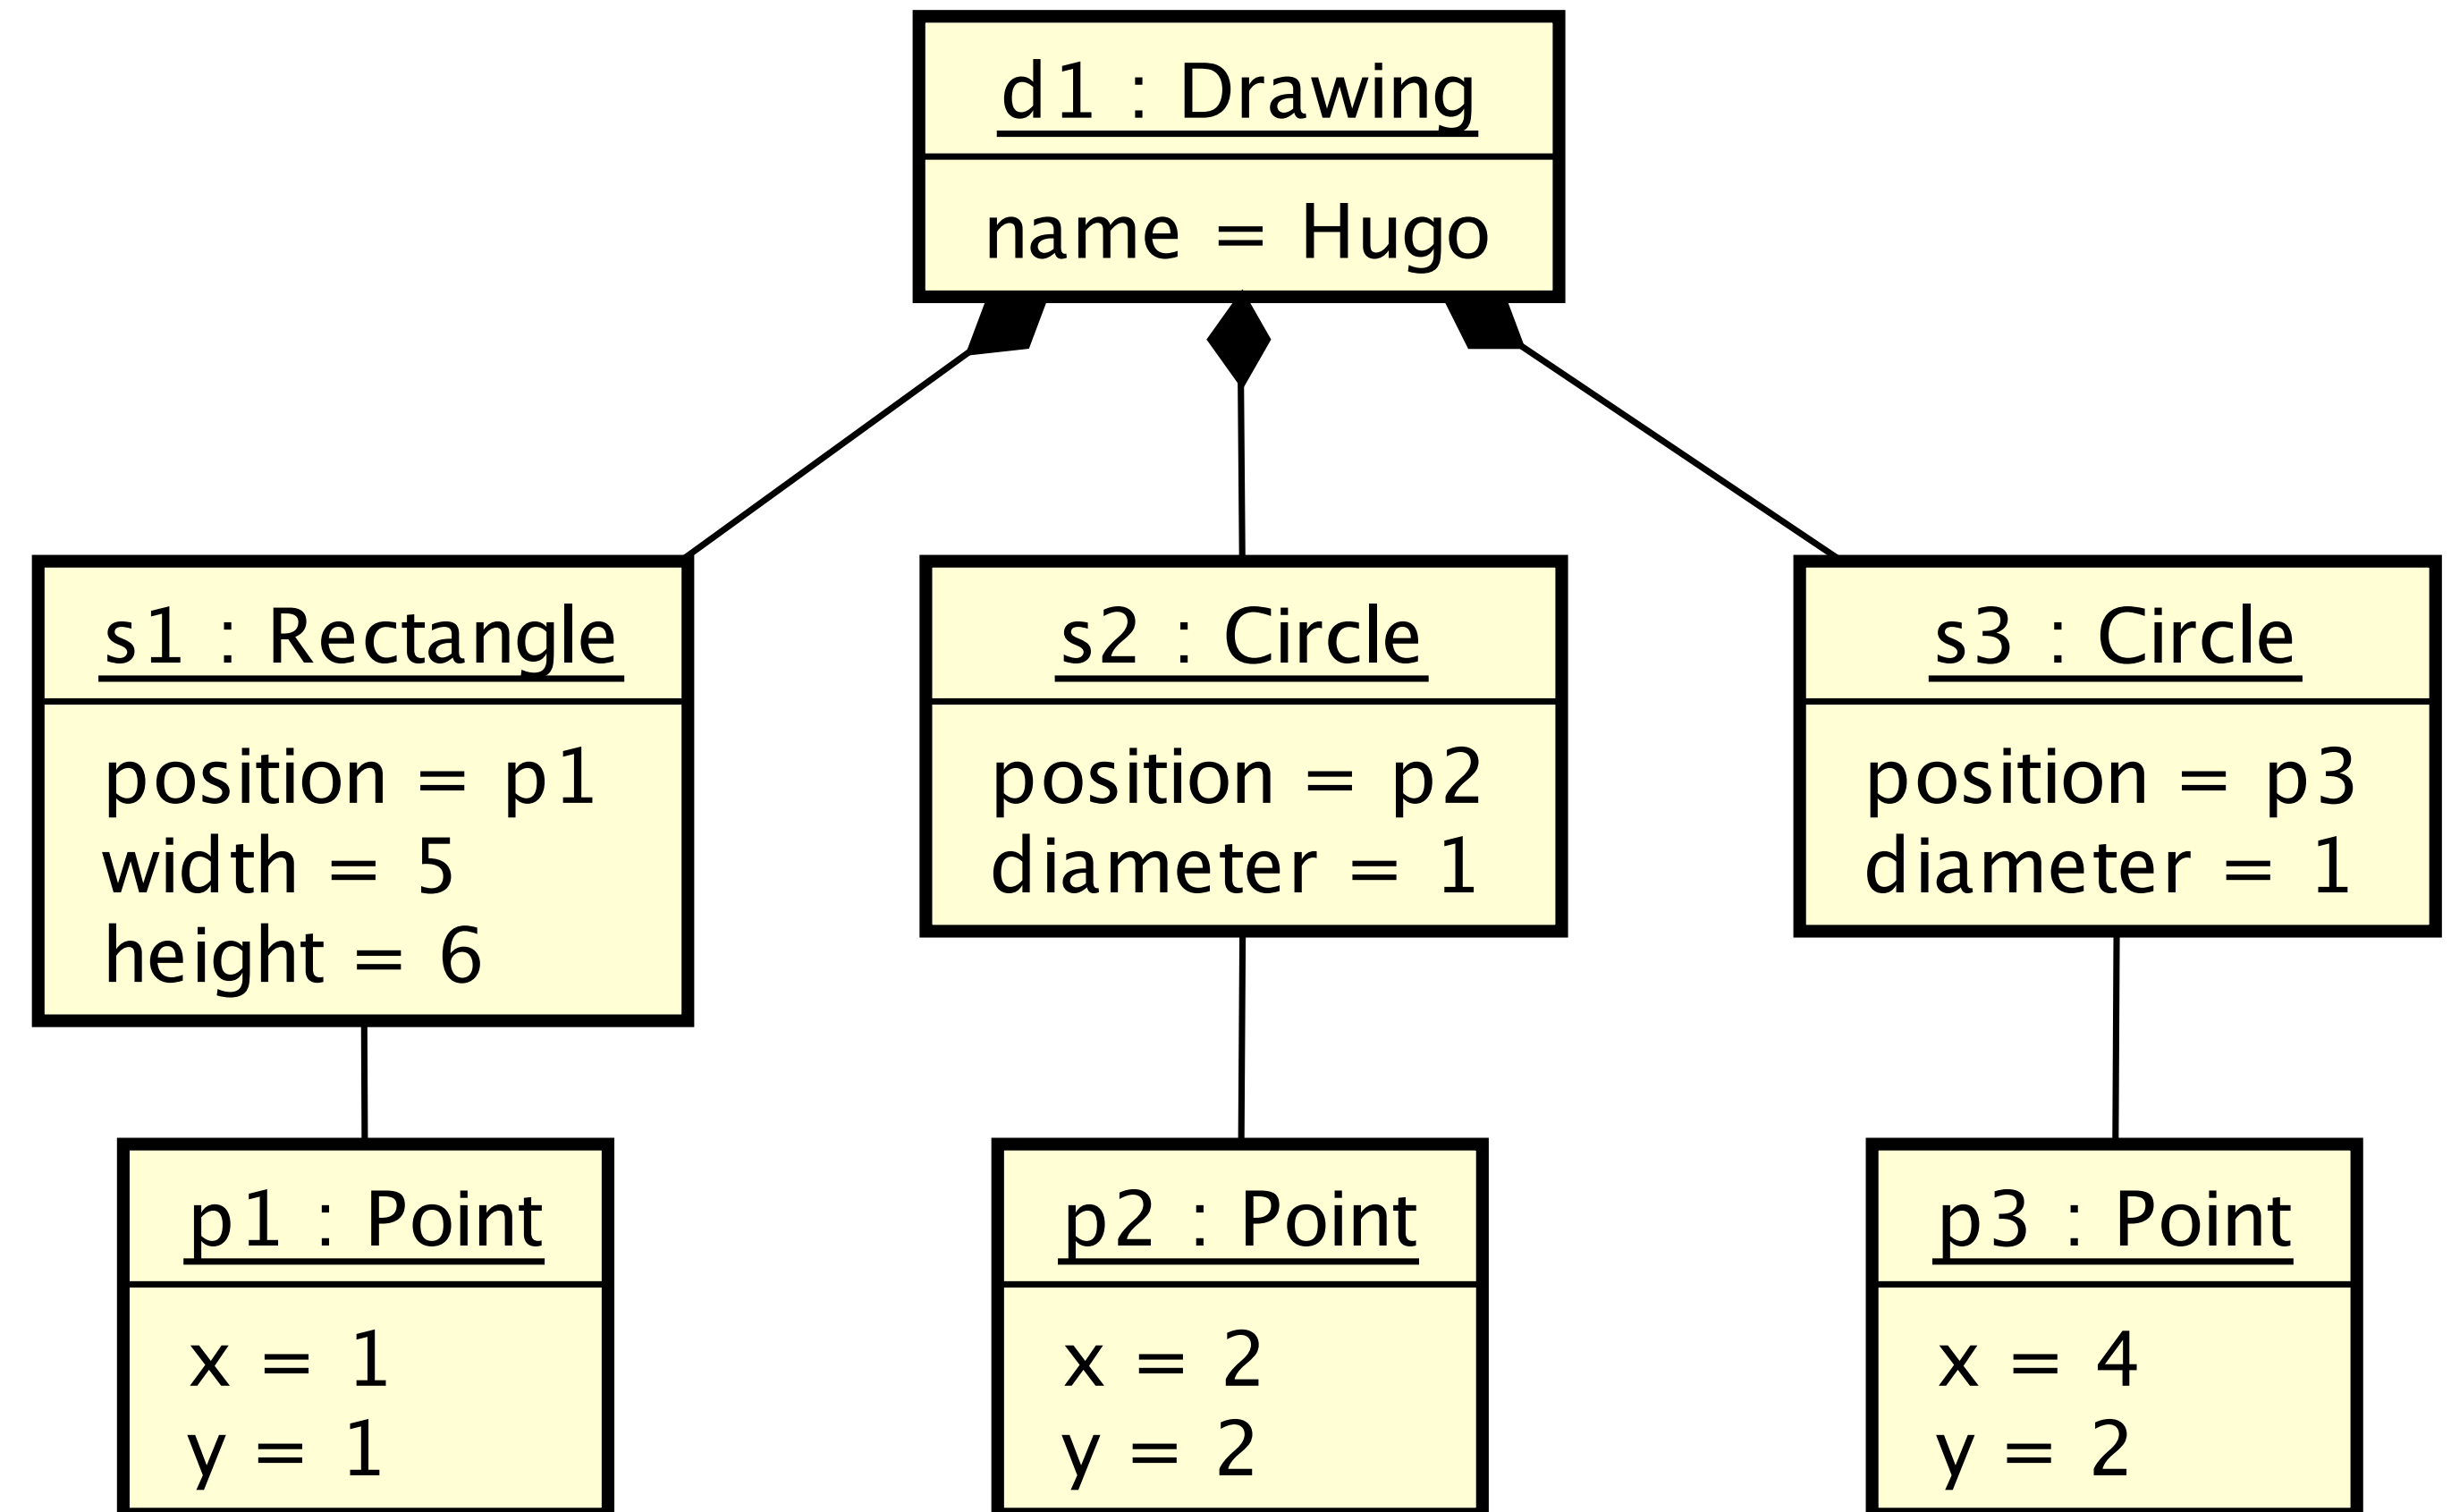 d1 : Drawing
name = Hugo
s1 : Rectangle
position = p1
width = 5
height = 6
s2 : Circle
position = p2
diameter = 1
s3 : Circle
position = p3
diameter = 1
p1 : Point
x = 1
y = 1
p2 : Point
x = 2
y = 2
p3 : Point
x = 4
y = 2